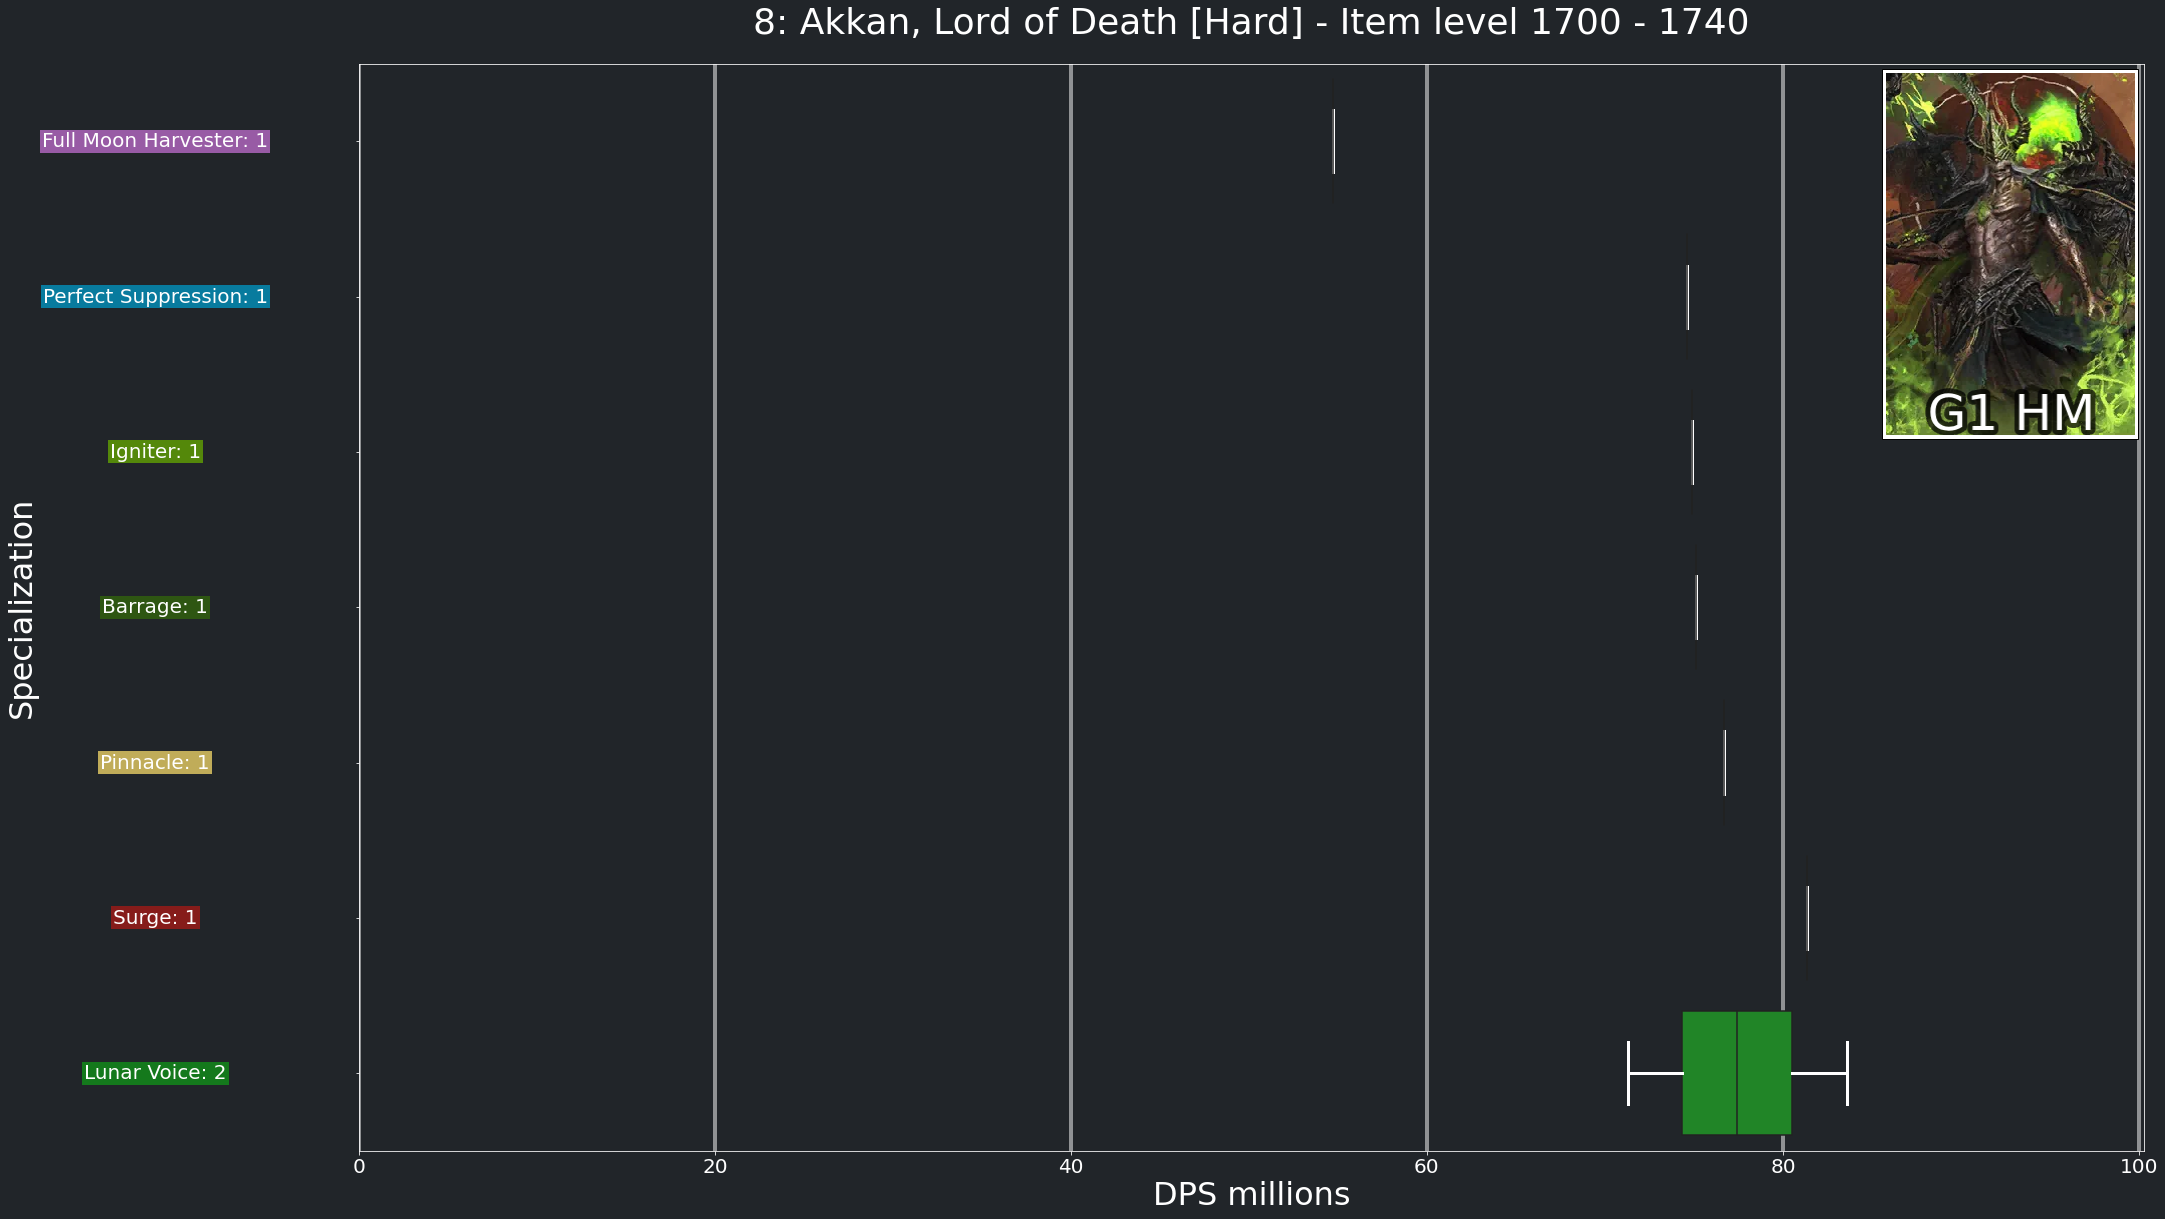 8: Akkan, Lord of Death [Hard] - Item level 1700 - 1740
Full Moon Harvester: 1
Perfect Suppression: 1
Igniter: 1
Barrage: 1
Pinnacle: 1
Surge: 1
Lunar Voice: 2
Specialization
G1 HM
0 20 40 60 80 100
DPS millions